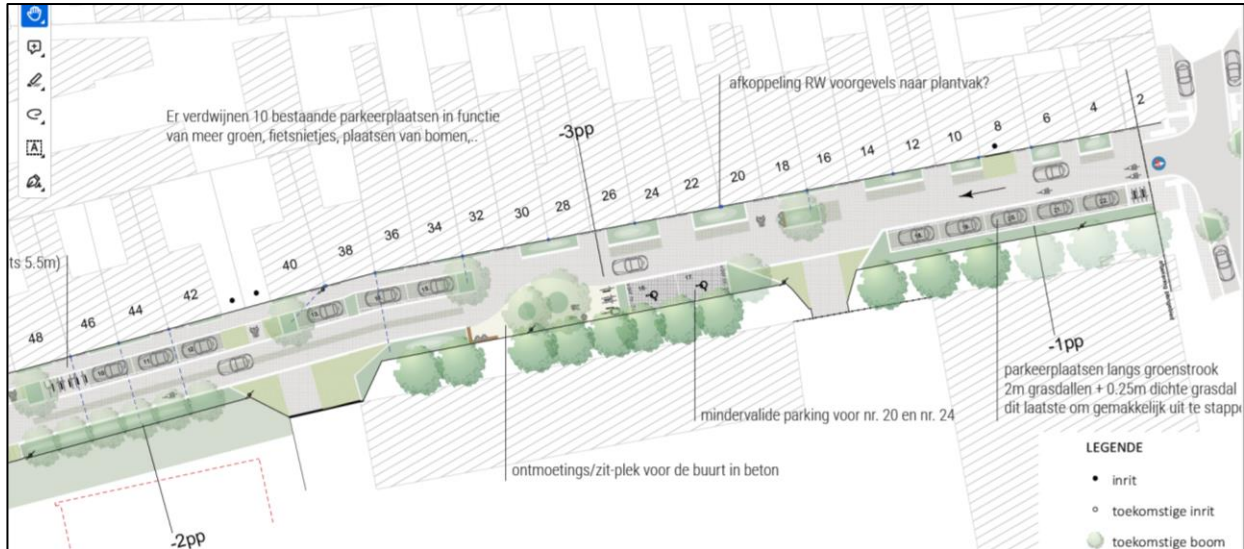 afkoppeling RW voorgevels naar plantvak?
Er verdwijnen 10 bestaande parkeerplaatsen in functie
van meer groen, fietsnietjes, plaatsen van bomen,..
-3pp
2
4
6
8
10
12
14
16
18
20
22
24
26
28
30
32
34
36
38
40
42
44
46
48
ts 5.5m)
-1pp
parkeerplaatsen langs groenstrook
2m grasdallen + 0.25m dichte grasdal
dit laatste om gemakkelijk uit te stappe
mindervalide parking voor nr. 20 en nr. 24
ontmoetings/zit-plek voor de buurt in beton
-2pp
LEGENDE
inrit
toekomstige inrit
toekomstige boom